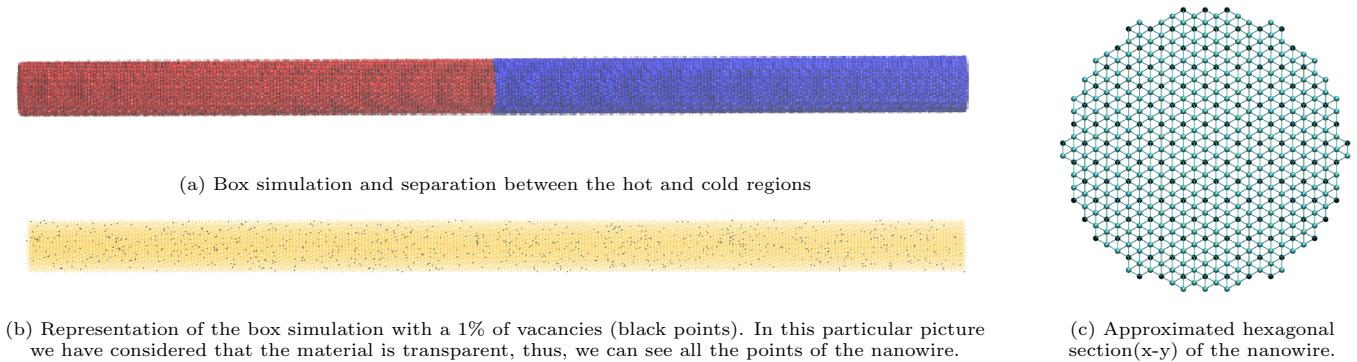 (a) Box simulation and separation between the hot and cold regions
(b) Representation of the box simulation with a 1% of vacancies (black points). In this particular picture
we have considered that the material is transparent, thus, we can see all the points of the nanowire.
(c) Approximated hexagonal
section(x-y) of the nanowire.